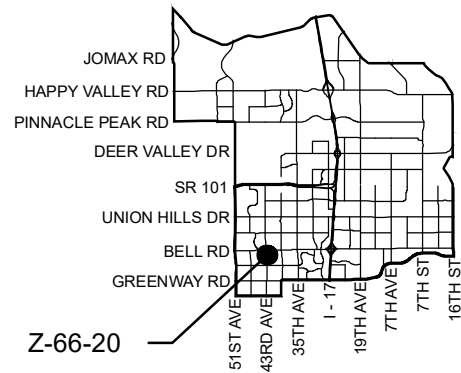 JOMAX RD
HAPPY VALLEY RD
PINNACLE PEAK RD
DEER VALLEY DR
SR 101
UNION HILLS DR
BELL RD
GREENWAY RD
51ST AVE
43RD AVE
35TH AVE
I - 17
19TH AVE
7TH AVE
7TH ST
16TH ST
Z-66-20